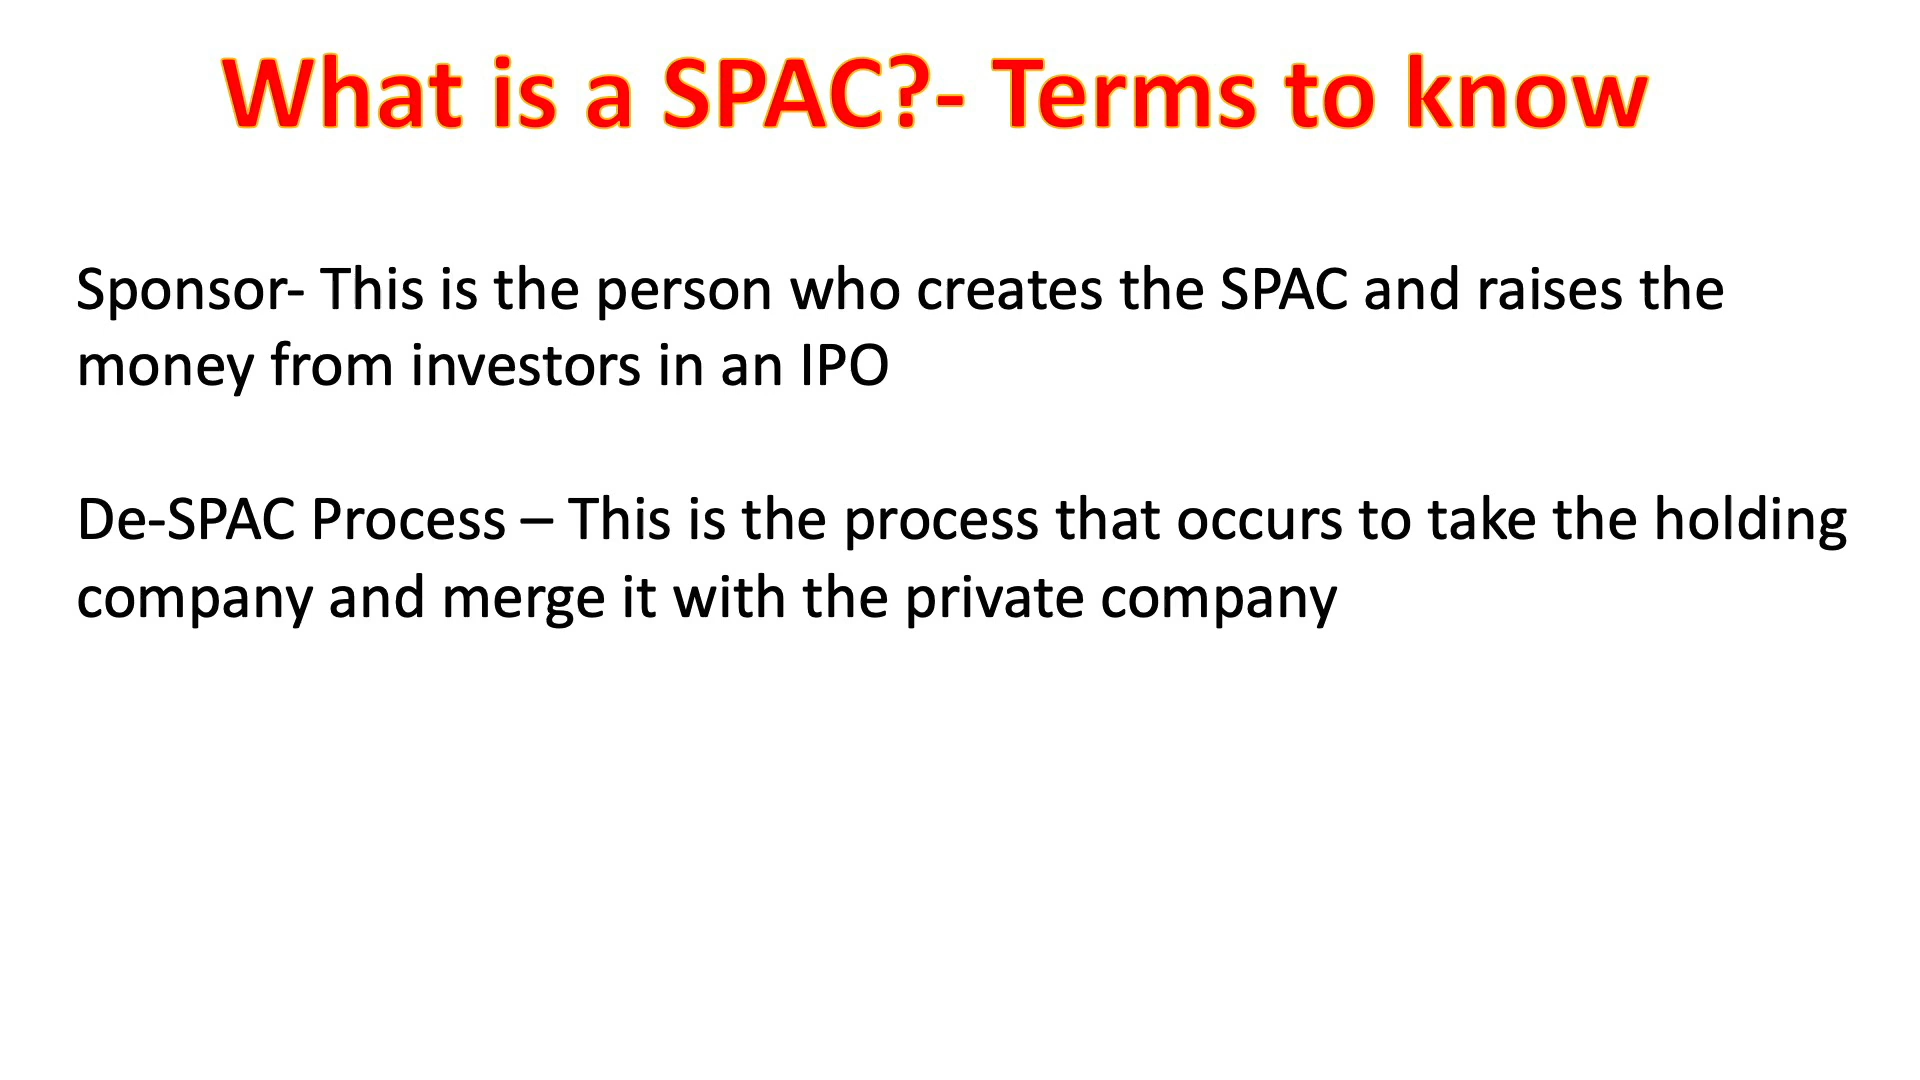 What is a SPAC?- Terms to know
Sponsor- This is the person who creates the SPAC and raises the
money from investors in an IPO
De-SPAC Process – This is the process that occurs to take the holding
company and merge it with the private company